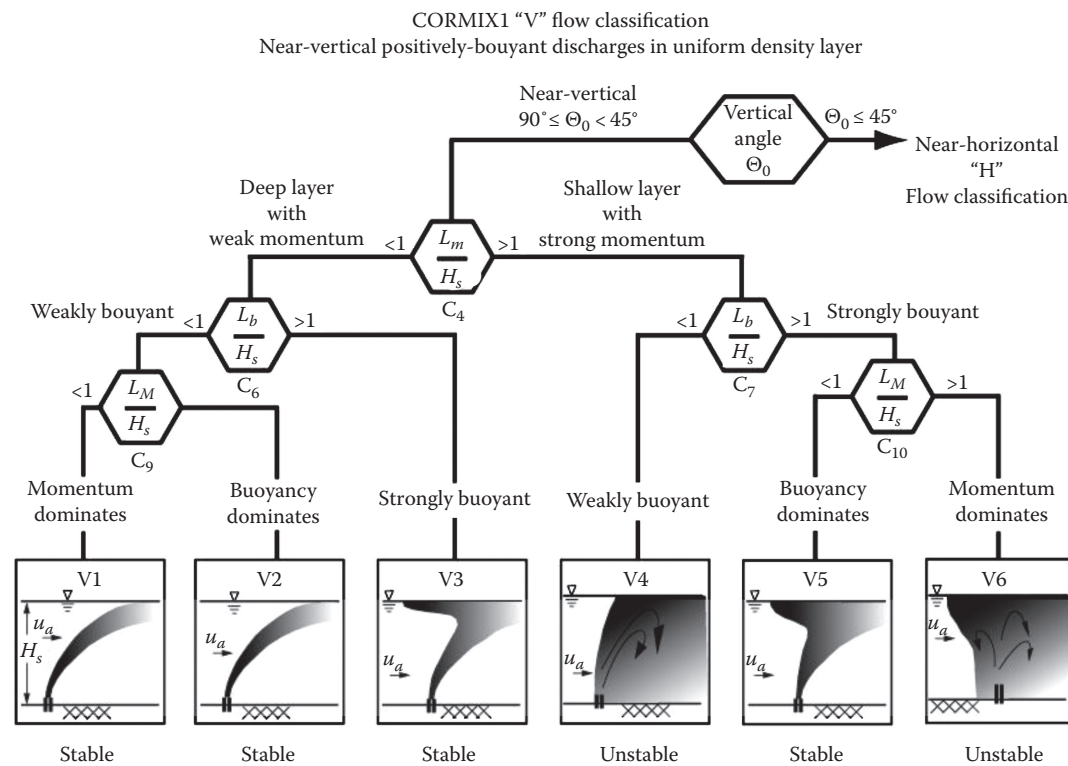 CORMIX1 “V” flow classification
Near-vertical positively-bouyant discharges in uniform density layer
Near-vertical
90° ≤ Θ0 < 45°
Vertical
angle
Θ0
Θ0 ≤ 45°
Near-horizontal
“H”
Flow classification
Deep layer
with
weak momentum
Shallow layer
with
strong momentum
<1
Lm
Hs
>1
C4
Weakly bouyant
<1
Lb
Hs
>1
C6
<1
Lb
Hs
>1
C7
Strongly bouyant
<1
LM
Hs
C9
<1
LM
Hs
>1
C10
Momentum
dominates
Buoyancy
dominates
Strongly buoyant
Weakly buoyant
Buoyancy
dominates
Momentum
dominates
V1
ua
Hs
V2
ua
V3
ua
V4
ua
V5
ua
V6
ua
Stable
Stable
Stable
Unstable
Stable
Unstable